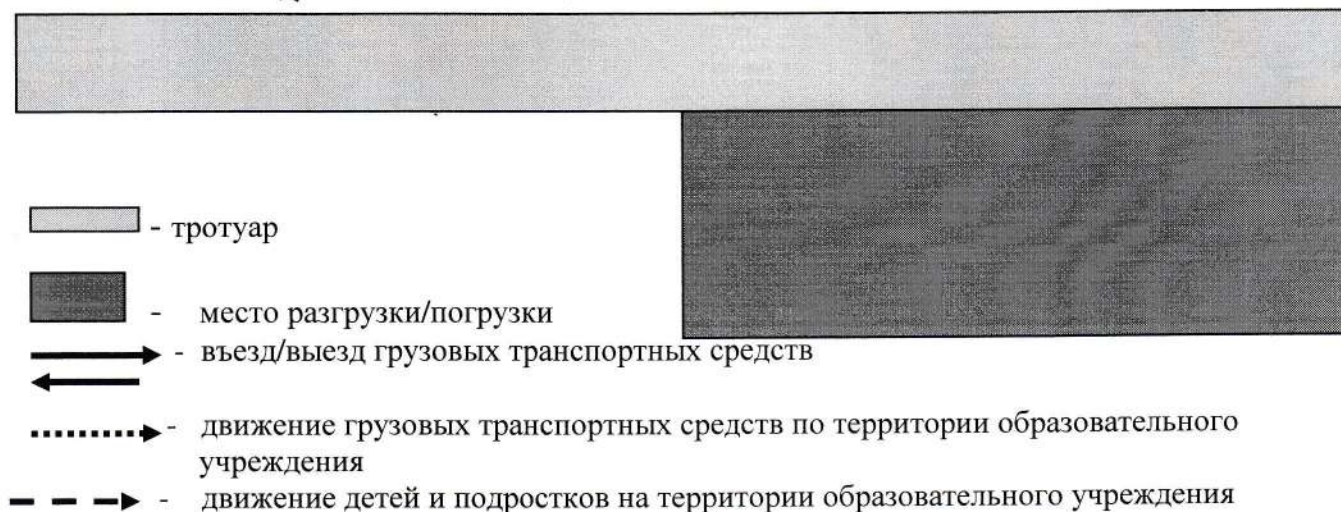 - тротуар
- место разгрузки/погрузки
- въезд/выезд грузовых транспортных средств
- движение грузовых транспортных средств по территории образовательного
учреждения
- движение детей и подростков на территории образовательного учреждения